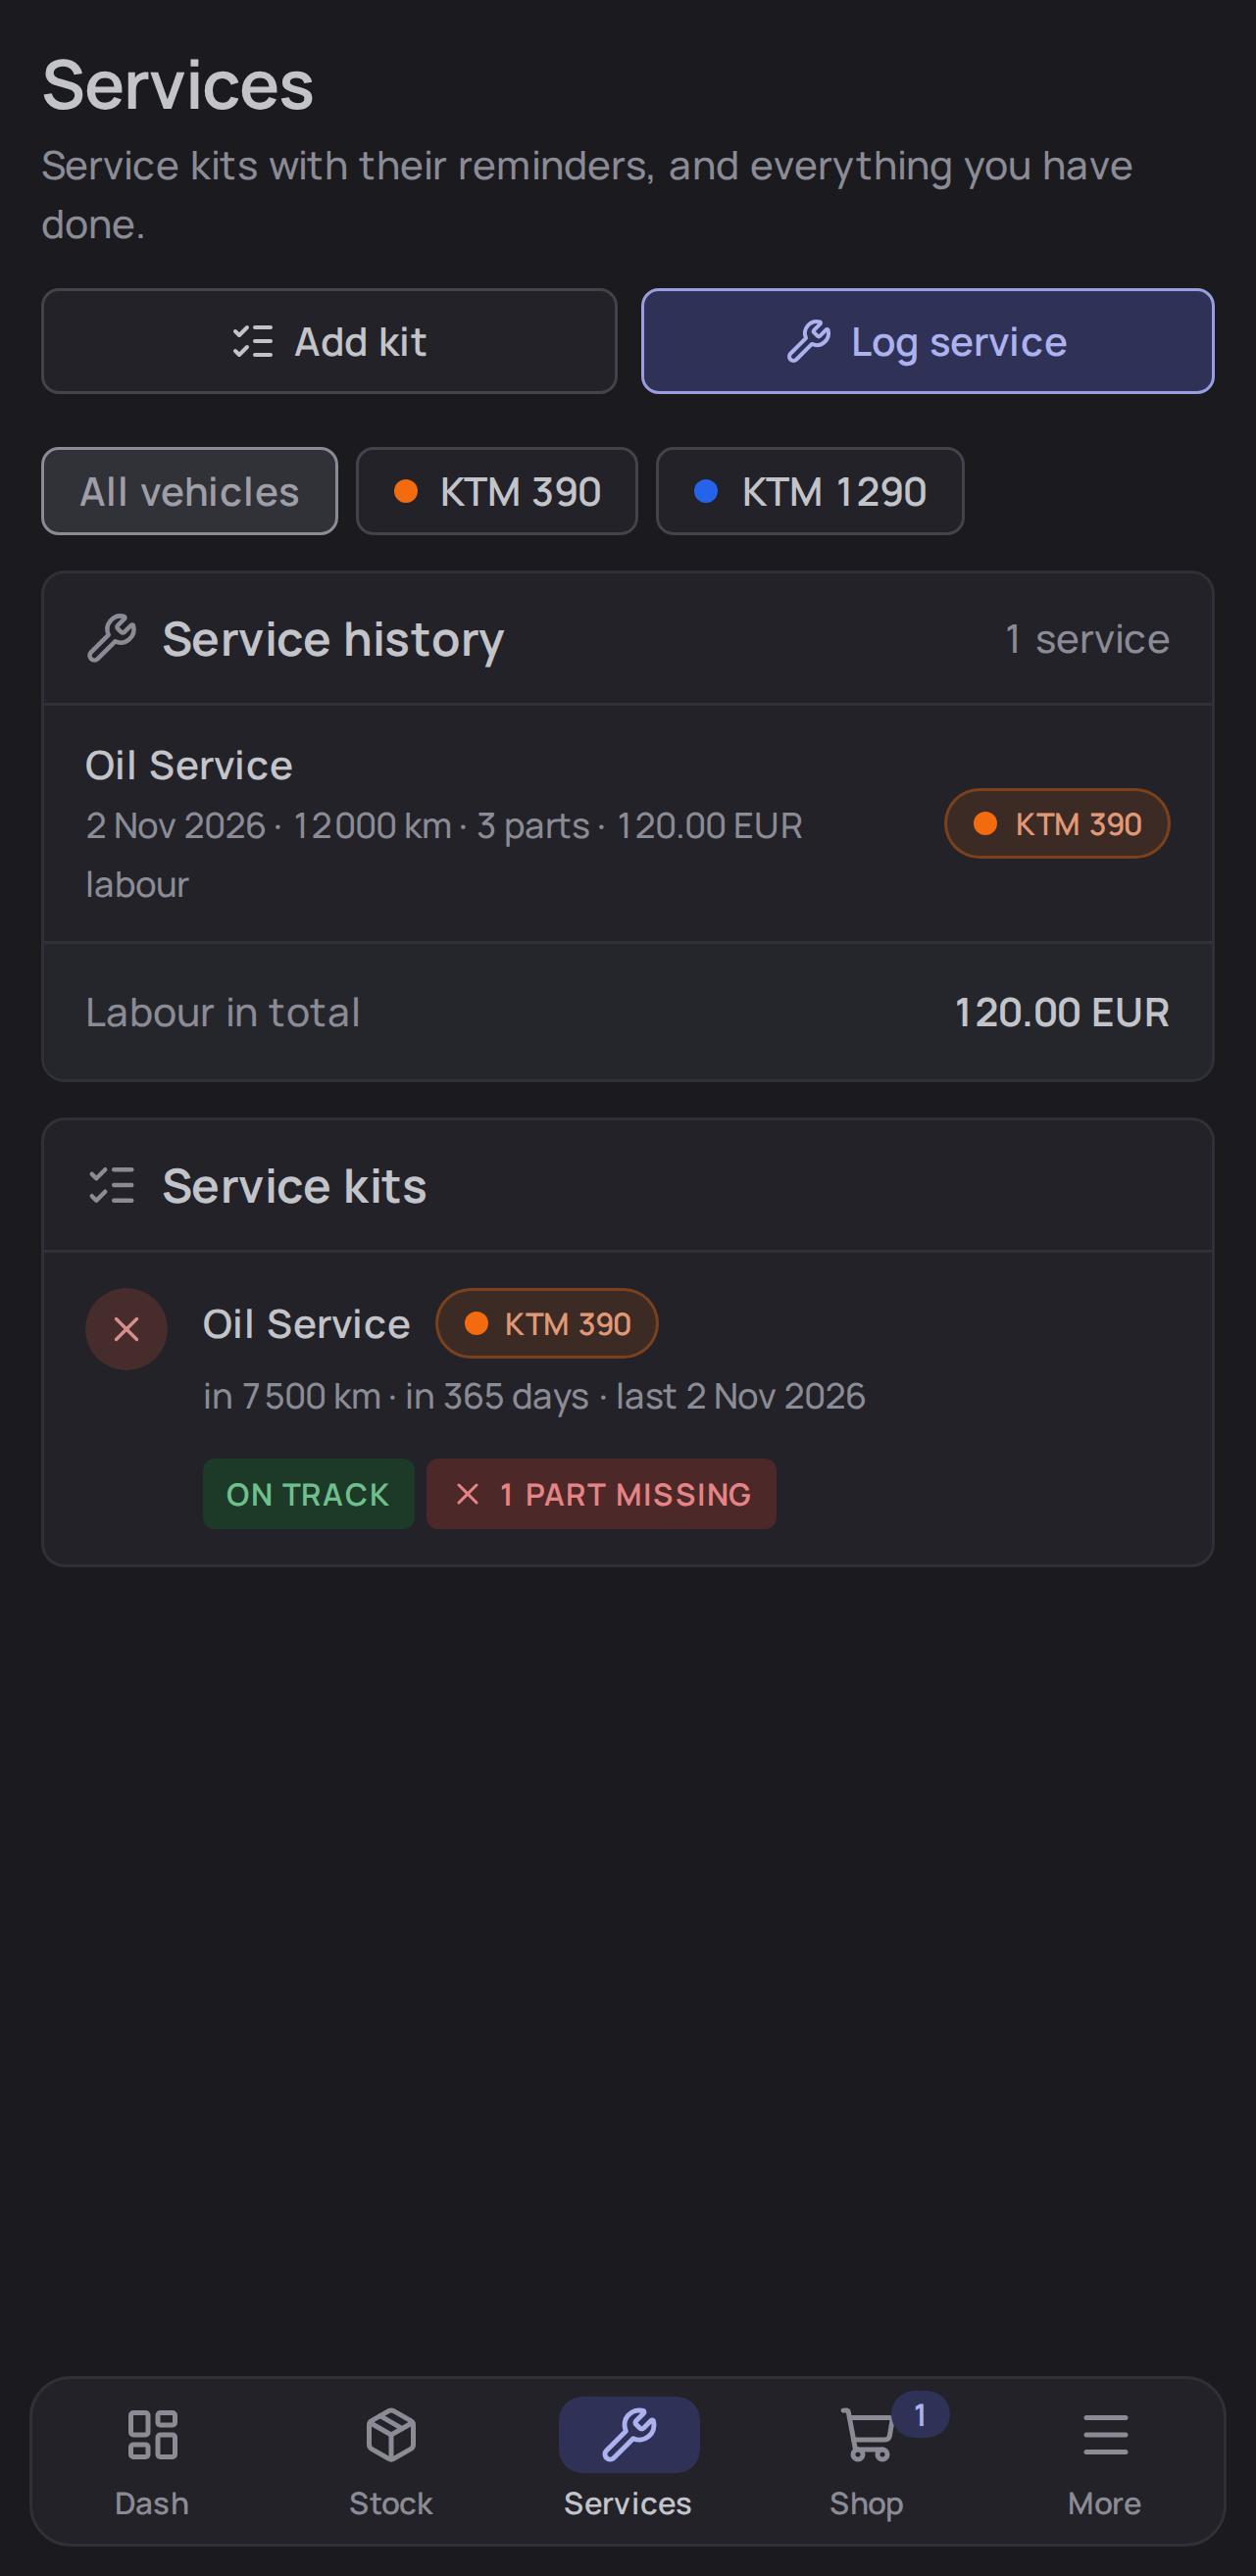 Services
Service kits with their reminders, and everything you have
done.
Add kit
Log service
All vehicles
KTM 390
KTM 1290
Service history
1 service
Oil Service
2 Nov 2026 · 12 000 km · 3 parts · 120.00 EUR
labour
KTM 390
Labour in total
120.00 EUR
Service kits
Oil Service
KTM 390
in 7 500 km · in 365 days · last 2 Nov 2026
ON TRACK
1 PART MISSING
1
Dash
Stock
Services
Shop
More